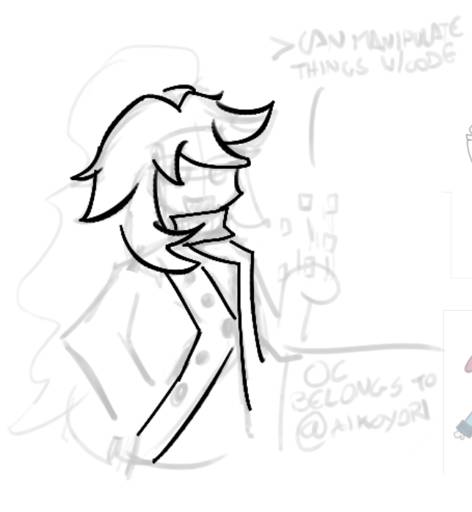 > CAN MANIPULATE
THINGS W/CODE
OC
BELONGS TO
@AIKOYORI